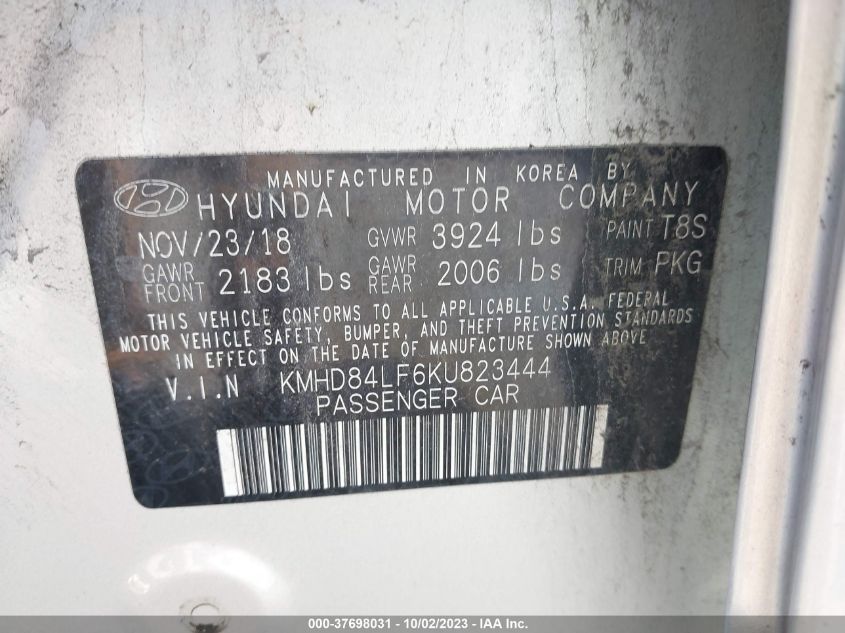 MANUFACTURED IN KOREA BY
HYUNDAI MOTOR COMPANY
NOV/23/18 GVWR 3924 lbs PAINT T8S
GAWR FRONT 2183 lbs GAWR REAR 2006 lbs TRIM PKG
THIS VEHICLE CONFORMS TO ALL APPLICABLE U.S.A. FEDERAL
MOTOR VEHICLE SAFETY, BUMPER, AND THEFT PREVENTION STANDARDS
IN EFFECT ON THE DATE OF MANUFACTURE SHOWN ABOVE
V.I.N KMHD84LF6KU823444
PASSENGER CAR
000-37698031 - 10/02/2023 - IAA Inc.